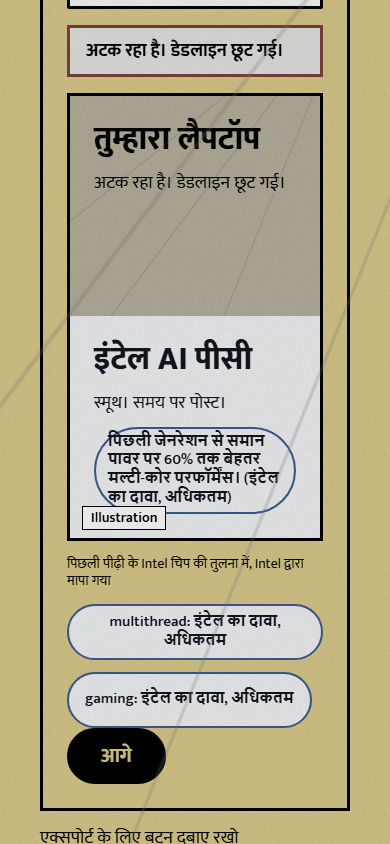 अटक रहा है। डेडलाइन छूट गई।
तुम्हारा लैपटॉप
अटक रहा है। डेडलाइन छूट गई।
इंटेल AI पीसी
स्मूथ। समय पर पोस्ट।
पिछली जेनरेशन से समान
पावर पर 60% तक बेहतर
मल्टी-कोर परफॉर्मेंस। (इंटेल
का दावा, अधिकतम)
Illustration
पिछली पीढ़ी के Intel चिप की तुलना में, Intel द्वारा
मापा गया
multithread: इंटेल का दावा,
अधिकतम
gaming: इंटेल का दावा, अधिकतम
आगे
एक्सपोर्ट के लिए बटन दबाए रखो